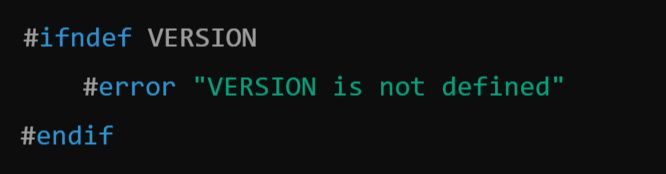 #ifndef VERSION
    #error "VERSION is not defined"
#endif